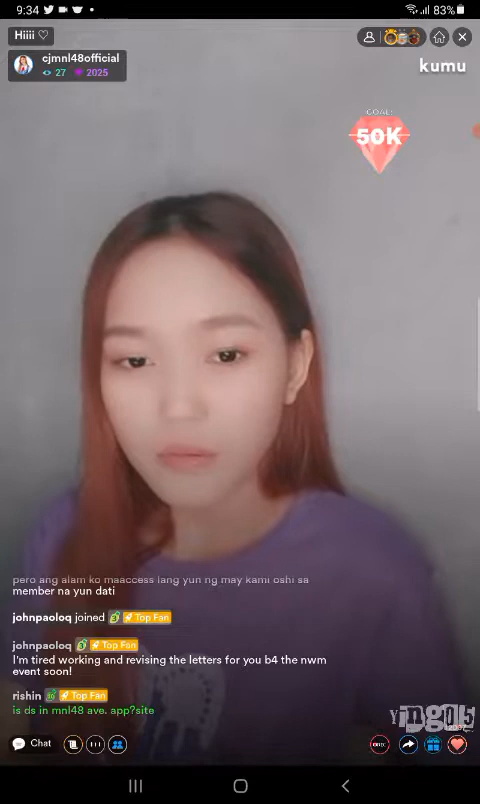 9:34
83%
Hiiii ♡
cjmnl48official
27 2025
kumu
GOAL:
50K
pero ang alam ko maaccess lang yun ng may kami oshi sa
member na yun dati
johnpaoloq joined Top Fan
johnpaoloq Top Fan
I'm tired working and revising the letters for you b4 the nwm
event soon!
rishin Top Fan
is ds in mnl48 ave. app?site
Chat